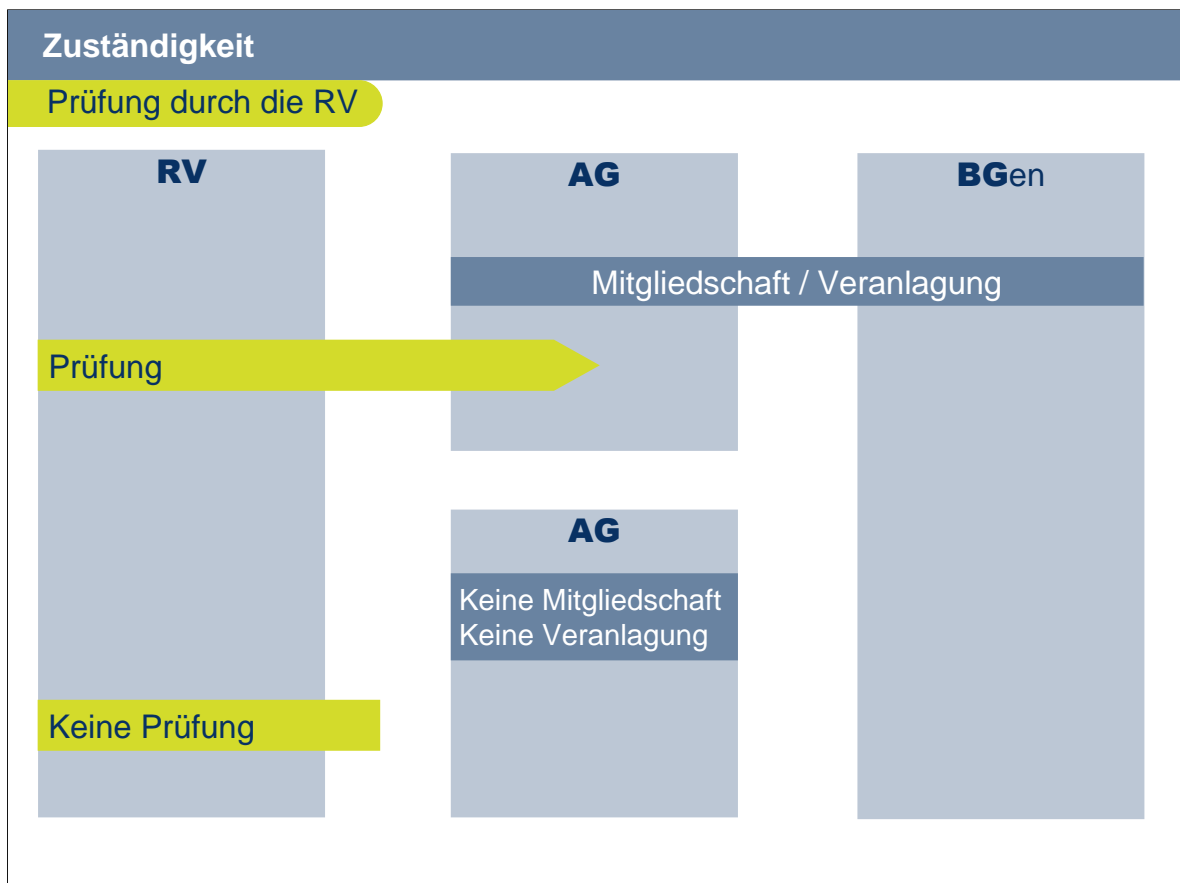 Zuständigkeit
Prüfung durch die RV
RV
AG
BGen
Mitgliedschaft / Veranlagung
Prüfung
AG
Keine Mitgliedschaft
Keine Veranlagung
Keine Prüfung